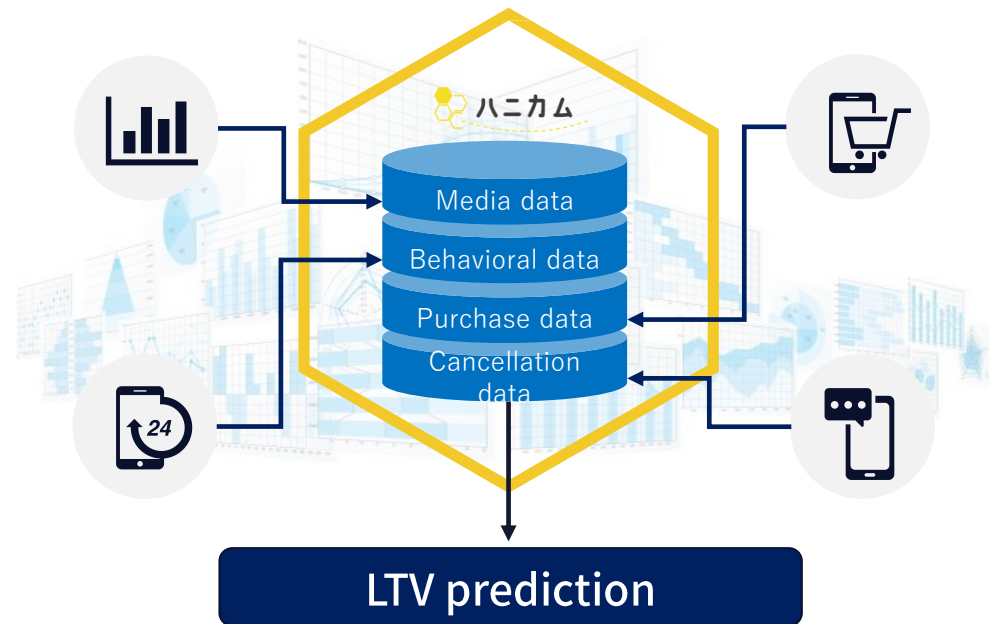 ハニカム
Media data
Behavioral data
Purchase data
Cancellation
data
24
LTV prediction